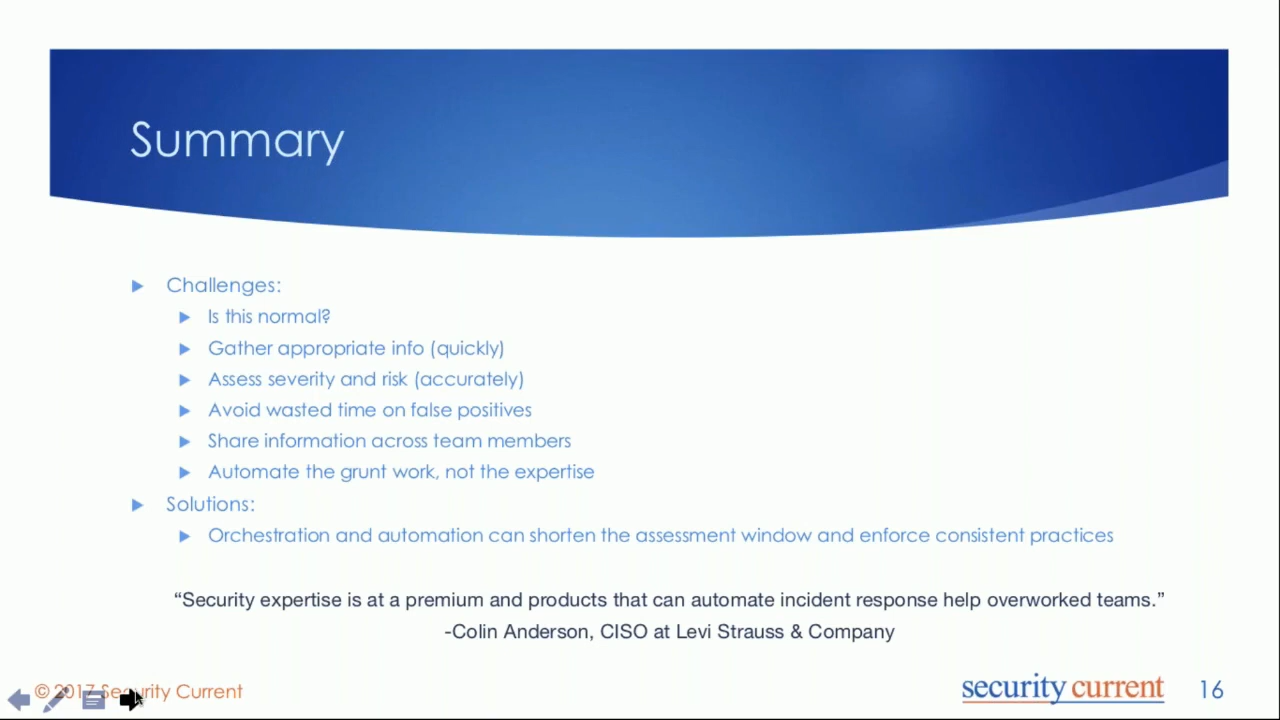 Summary
Challenges:
Is this normal?
Gather appropriate info (quickly)
Assess severity and risk (accurately)
Avoid wasted time on false positives
Share information across team members
Automate the grunt work, not the expertise
Solutions:
Orchestration and automation can shorten the assessment window and enforce consistent practices
“Security expertise is at a premium and products that can automate incident response help overworked teams.”
-Colin Anderson, CISO at Levi Strauss & Company
© 2017 Security Current
security current
16